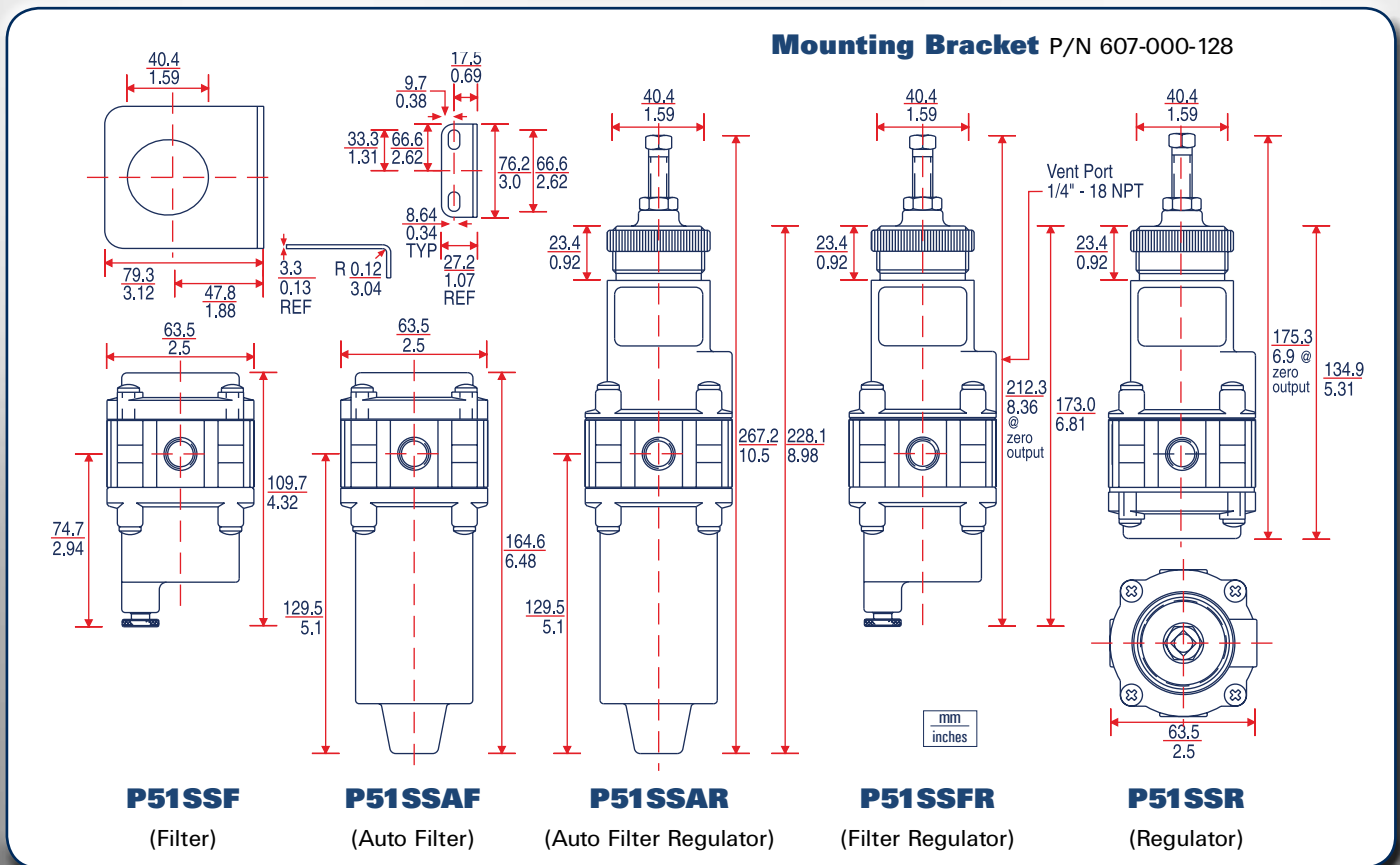 Mounting Bracket P/N 607-000-128
40.4
1.59
79.3
3.12
47.8
1.88
3.3
0.13
REF
R 0.12
3.04
17.5
0.69
9.7
0.38
33.3
1.31
66.6
2.62
76.2
3.0
66.6
2.62
8.64
0.34
TYP
27.2
1.07
REF
63.5
2.5
109.7
4.32
74.7
2.94
63.5
2.5
164.6
6.48
129.5
5.1
40.4
1.59
23.4
0.92
267.2
10.5
228.1
8.98
129.5
5.1
40.4
1.59
Vent Port
1/4" - 18 NPT
23.4
0.92
212.3
8.36
@
zero
output
173.0
6.81
40.4
1.59
23.4
0.92
175.3
6.9 @
zero
output
134.9
5.31
63.5
2.5
mm
inches
P51SSF
(Filter)
P51SSAF
(Auto Filter)
P51SSAR
(Auto Filter Regulator)
P51SSFR
(Filter Regulator)
P51SSR
(Regulator)